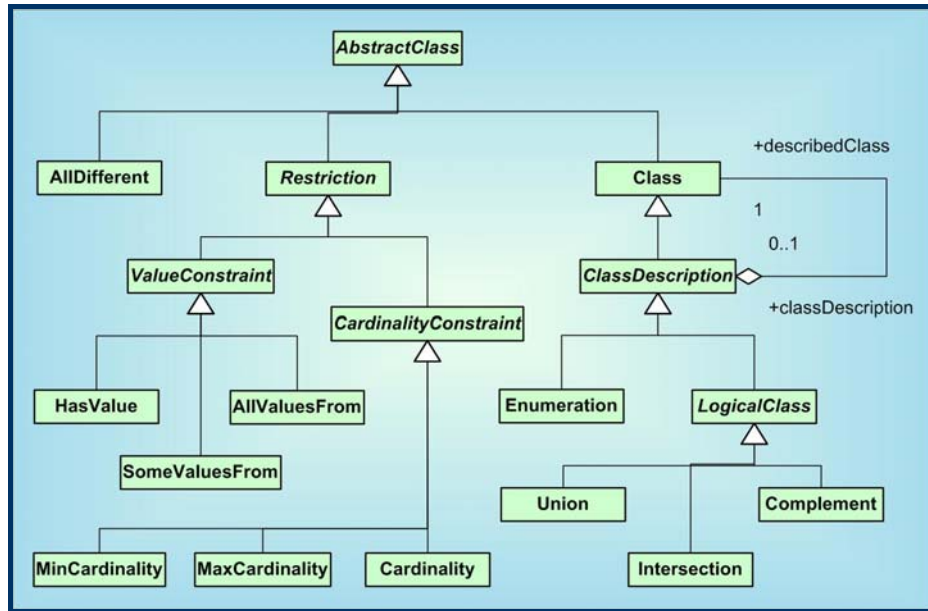 AbstractClass
+describedClass
AllDifferent
Restriction
Class
1
0..1
ValueConstraint
ClassDescription
+classDescription
CardinalityConstraint
HasValue
AllValuesFrom
Enumeration
LogicalClass
SomeValuesFrom
Union
Complement
MinCardinality
MaxCardinality
Cardinality
Intersection